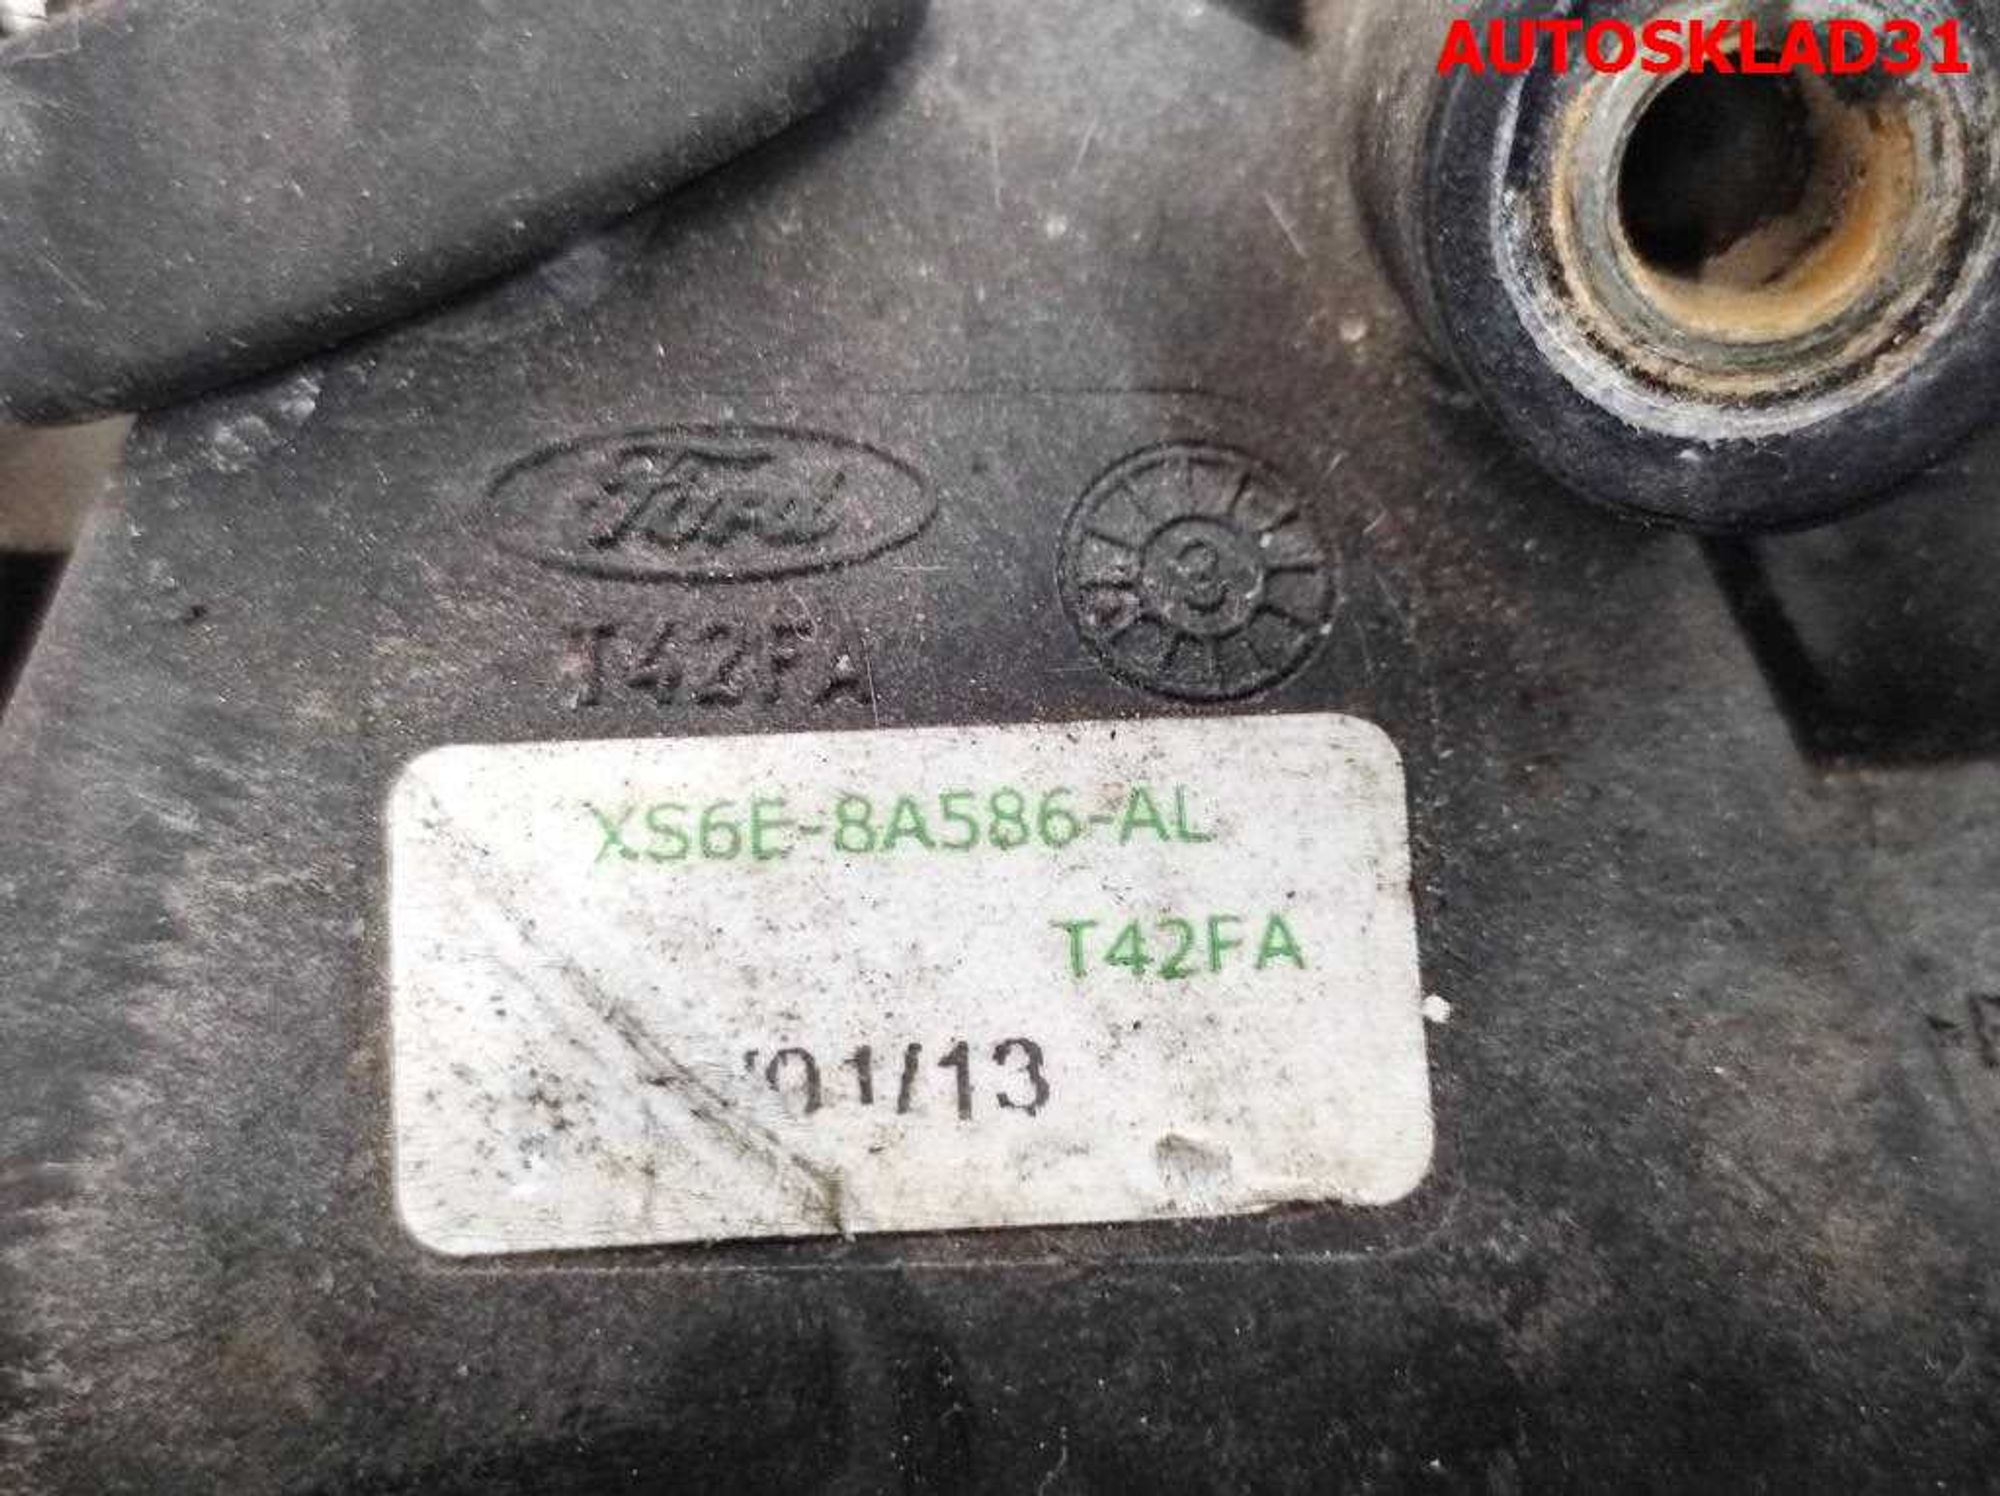 AUTOSKLAD31
Ford
T42FA
XS6E-8A586-AL
T42FA
'01/13